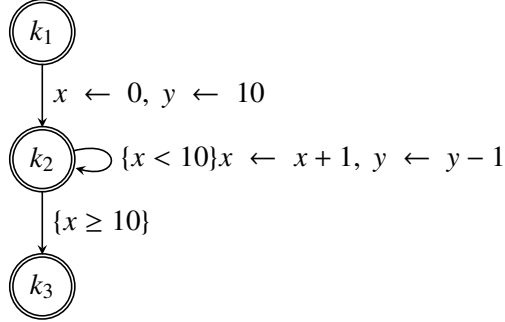 k₁
x ← 0, y ← 10
k₂
{x < 10}x ← x + 1, y ← y − 1
{x ≥ 10}
k₃